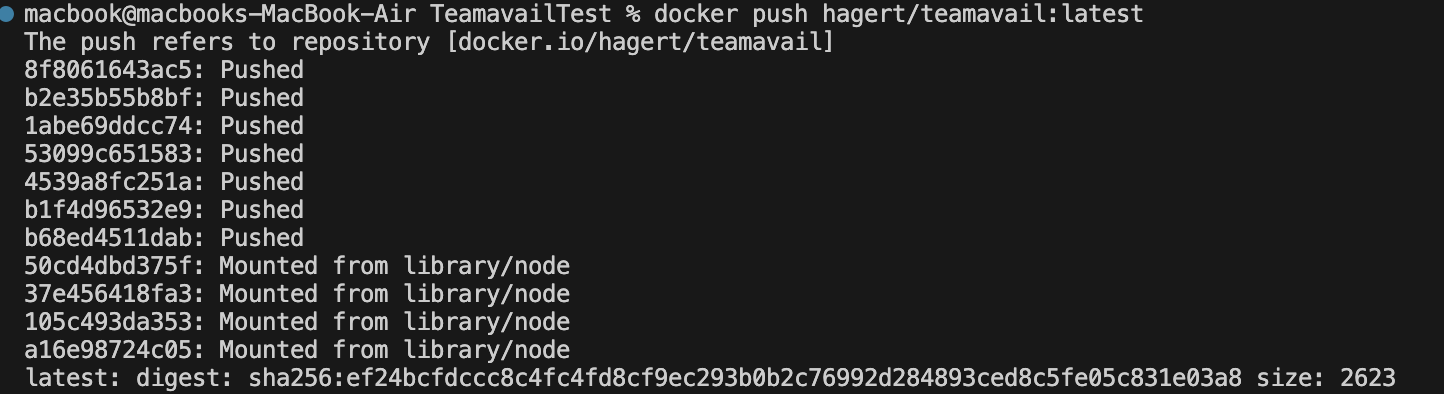 macbook@macbooks-MacBook-Air TeamavailTest % docker push hagert/teamavail:latest
The push refers to repository [docker.io/hagert/teamavail]
8f8061643ac5: Pushed
b2e35b55b8bf: Pushed
1abe69ddcc74: Pushed
53099c651583: Pushed
4539a8fc251a: Pushed
b1f4d96532e9: Pushed
b68ed4511dab: Pushed
50cd4dbd375f: Mounted from library/node
37e456418fa3: Mounted from library/node
105c493da353: Mounted from library/node
a16e98724c05: Mounted from library/node
latest: digest: sha256:ef24bcfdccc8c4fc4fd8cf9ec293b0b2c76992d284893ced8c5fe05c831e03a8 size: 2623